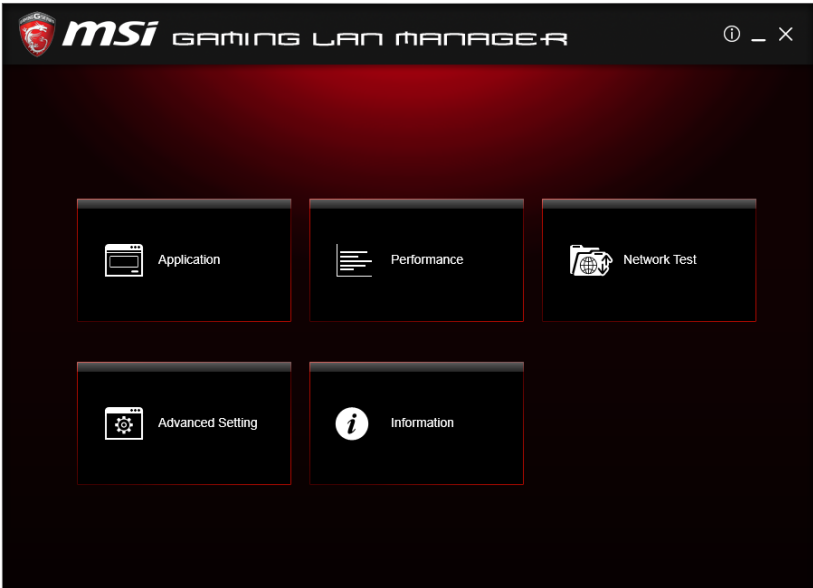 msi GAMING LAN MANAGER
Application
Performance
Network Test
Advanced Setting
Information